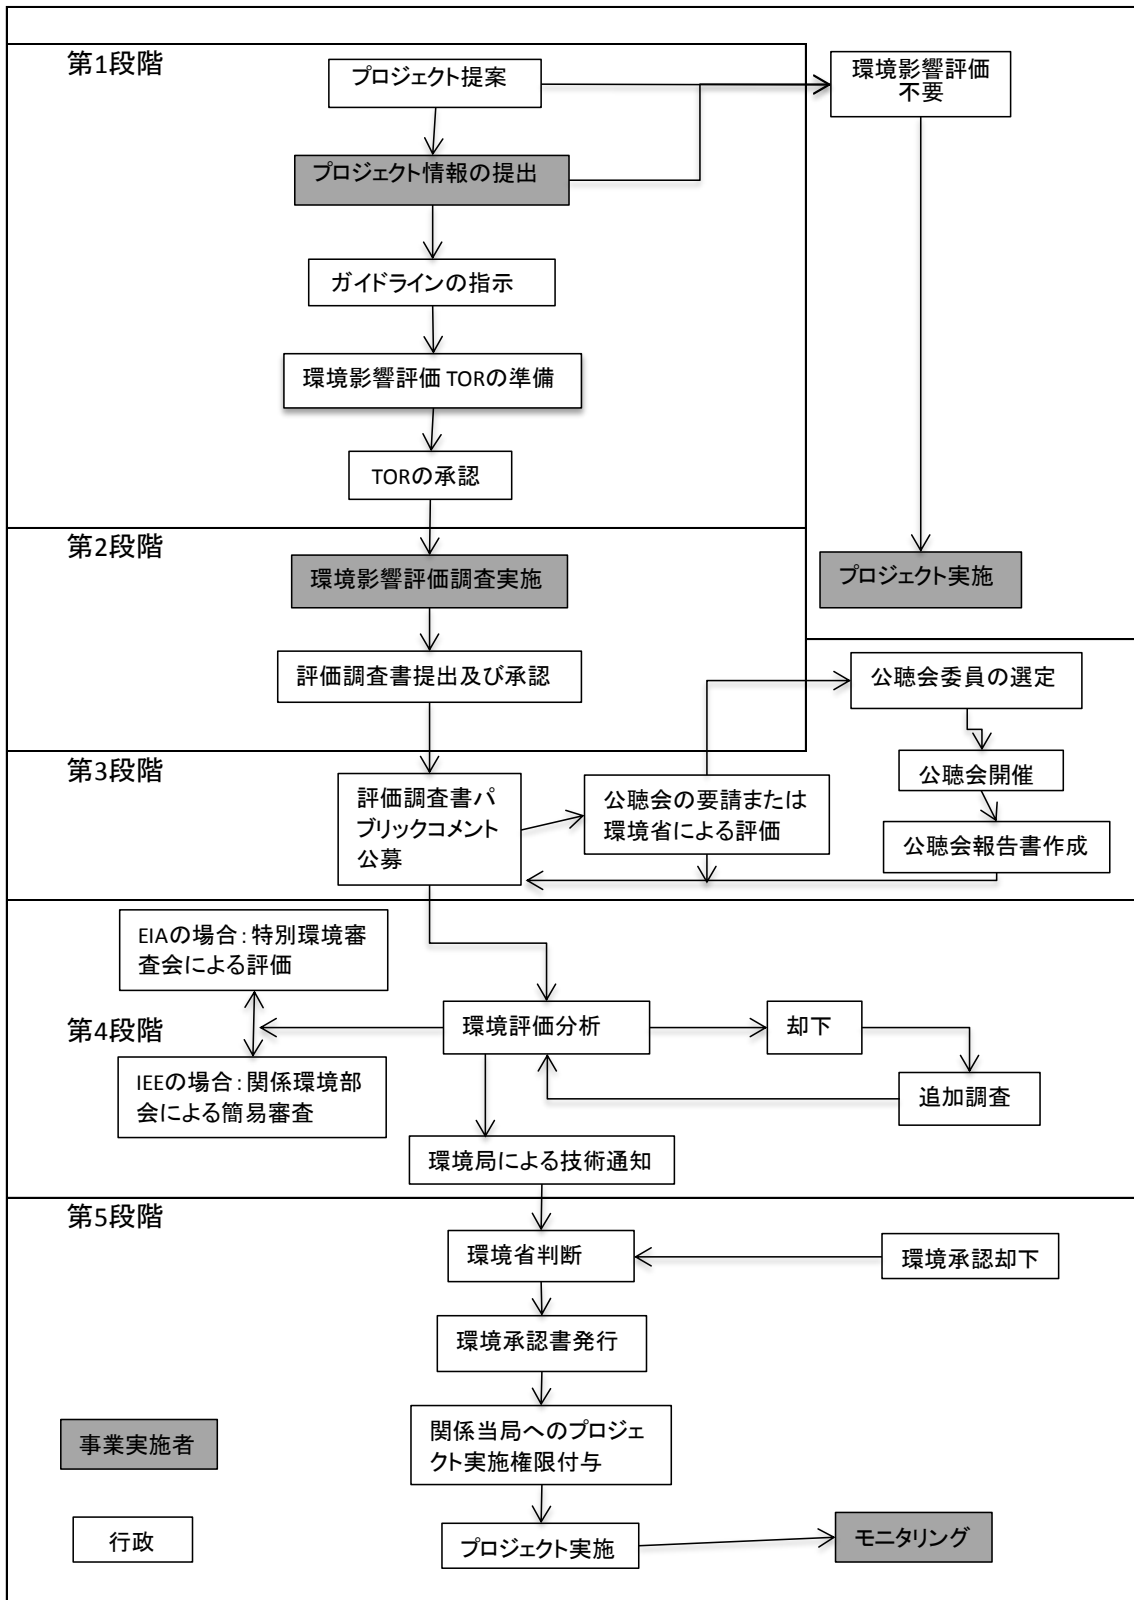 第1段階
プロジェクト提案
環境影響評価
不要
プロジェクト情報の提出
ガイドラインの指示
環境影響評価 TORの準備
TORの承認
第2段階
環境影響評価調査実施
プロジェクト実施
評価調査書提出及び承認
公聴会委員の選定
第3段階
評価調査書パ
ブリックコメント
公募
公聴会の要請または
環境省による評価
公聴会開催
公聴会報告書作成
EIAの場合：特別環境審
査会による評価
第4段階
環境評価分析
却下
IEEの場合：関係環境部
会による簡易審査
追加調査
環境局による技術通知
第5段階
環境省判断
環境承認却下
環境承認書発行
関係当局へのプロジェ
クト実施権限付与
事業実施者
行政
プロジェクト実施
モニタリング